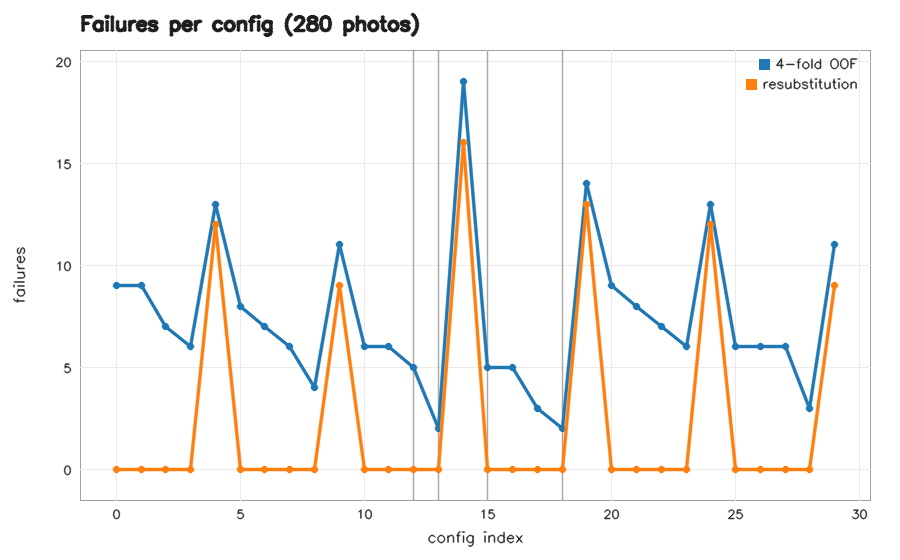 Failures per config (280 photos)
4-fold OOF
resubstitution
20
15
10
5
0
failures
0 5 10 15 20 25 30
config index